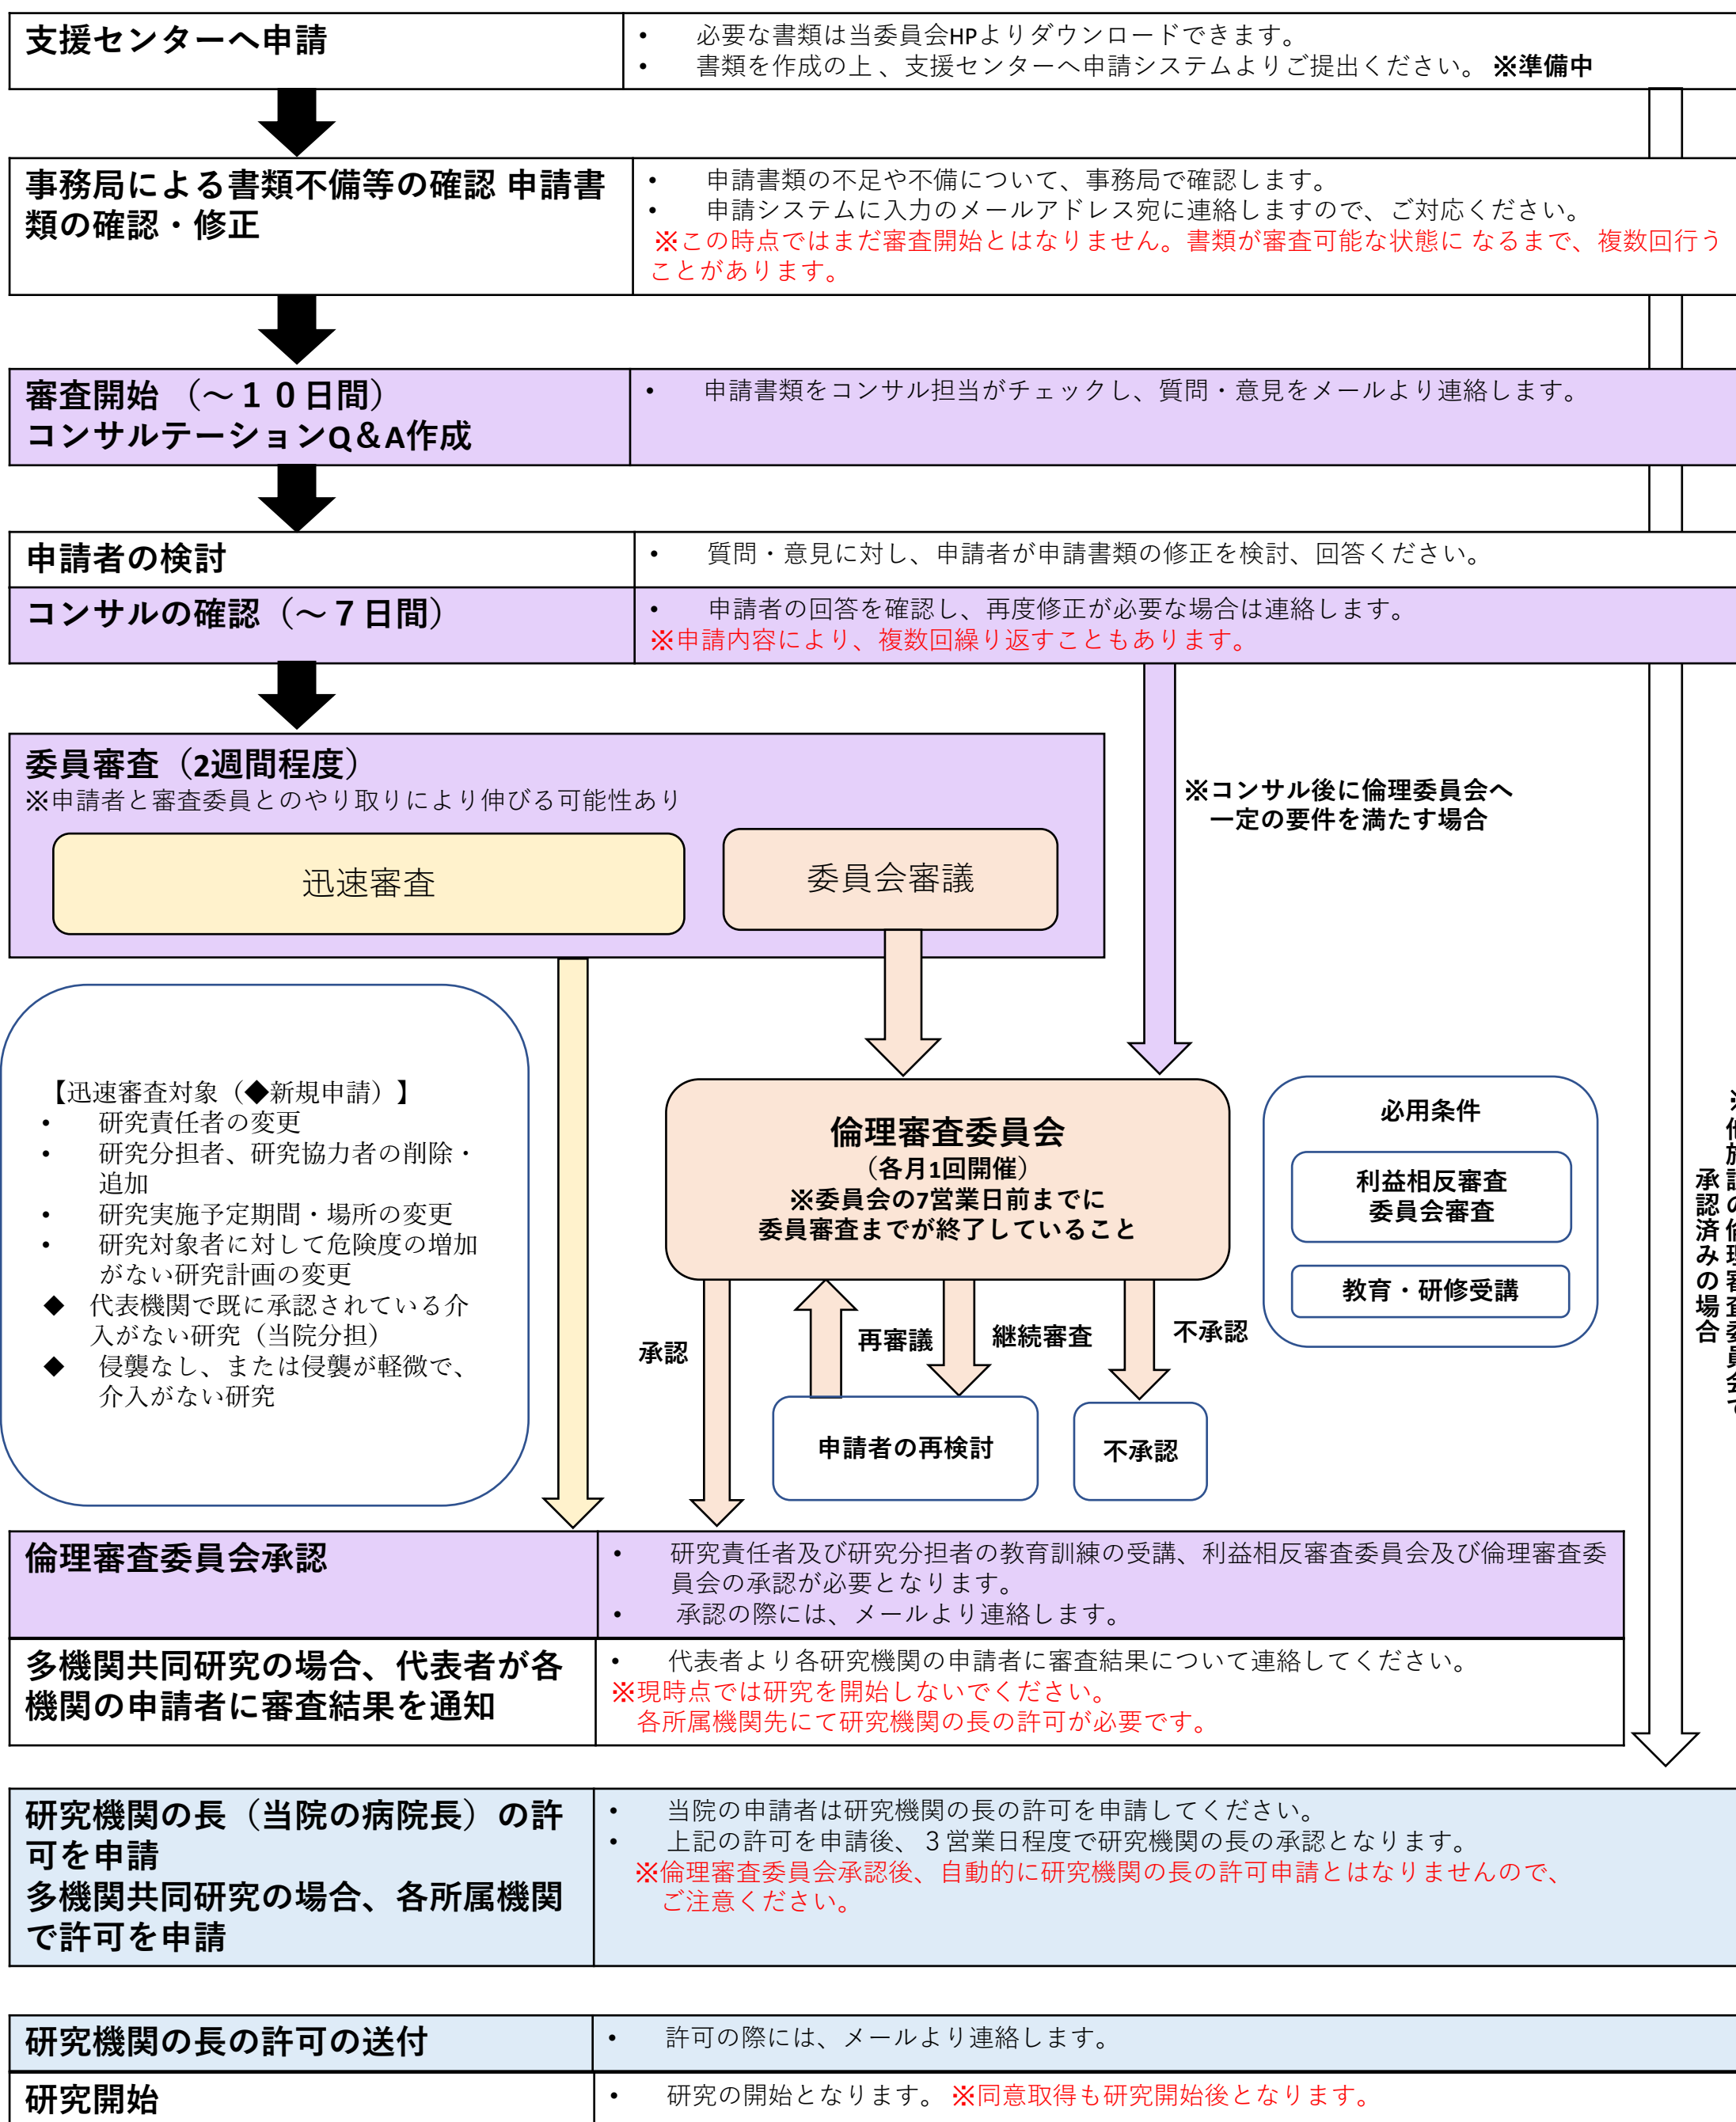 支援センターへ申請
• 必要な書類は当委員会HPよりダウンロードできます。
• 書類を作成の上、支援センターへ申請システムよりご提出ください。 ※準備中
事務局による書類不備等の確認 申請書
類の確認・修正
• 申請書類の不足や不備について、事務局で確認します。
• 申請システムに入力のメールアドレス宛に連絡しますので、ご対応ください。
※この時点ではまだ審査開始とはなりません。書類が審査可能な状態に なるまで、複数回行う
ことがあります。
審査開始 （～１０日間）
コンサルテーションQ＆A作成
• 申請書類をコンサル担当がチェックし、質問・意見をメールより連絡します。
申請者の検討
• 質問・意見に対し、申請者が申請書類の修正を検討、回答ください。
コンサルの確認（～７日間）
• 申請者の回答を確認し、再度修正が必要な場合は連絡します。
※申請内容により、複数回繰り返すこともあります。
委員審査（2週間程度）
※申請者と審査委員とのやり取りにより伸びる可能性あり
迅速審査
委員会審議
※コンサル後に倫理委員会へ
一定の要件を満たす場合
【迅速審査対象（◆新規申請）】
• 研究責任者の変更
• 研究分担者、研究協力者の削除・
追加
• 研究実施予定期間・場所の変更
• 研究対象者に対して危険度の増加
がない研究計画の変更
◆ 代表機関で既に承認されている介
入がない研究（当院分担）
◆ 侵襲なし、または侵襲が軽微で、
介入がない研究
倫理審査委員会
（各月1回開催）
※委員会の7営業日前までに
委員審査までが終了していること
必用条件
利益相反審査
委員会審査
教育・研修受講
※他施設の倫理審査委員会で
承認済みの場合
承認
再審議
継続審査
不承認
申請者の再検討
不承認
倫理審査委員会承認
• 研究責任者及び研究分担者の教育訓練の受講、利益相反審査委員会及び倫理審査委
員会の承認が必要となります。
• 承認の際には、メールより連絡します。
多機関共同研究の場合、代表者が各
機関の申請者に審査結果を通知
• 代表者より各研究機関の申請者に審査結果について連絡してください。
※現時点では研究を開始しないでください。
各所属機関先にて研究機関の長の許可が必要です。
研究機関の長（当院の病院長）の許
可を申請
多機関共同研究の場合、各所属機関
で許可を申請
• 当院の申請者は研究機関の長の許可を申請してください。
• 上記の許可を申請後、３営業日程度で研究機関の長の承認となります。
※倫理審査委員会承認後、自動的に研究機関の長の許可申請とはなりませんので、
ご注意ください。
研究機関の長の許可の送付
• 許可の際には、メールより連絡します。
研究開始
• 研究の開始となります。 ※同意取得も研究開始後となります。